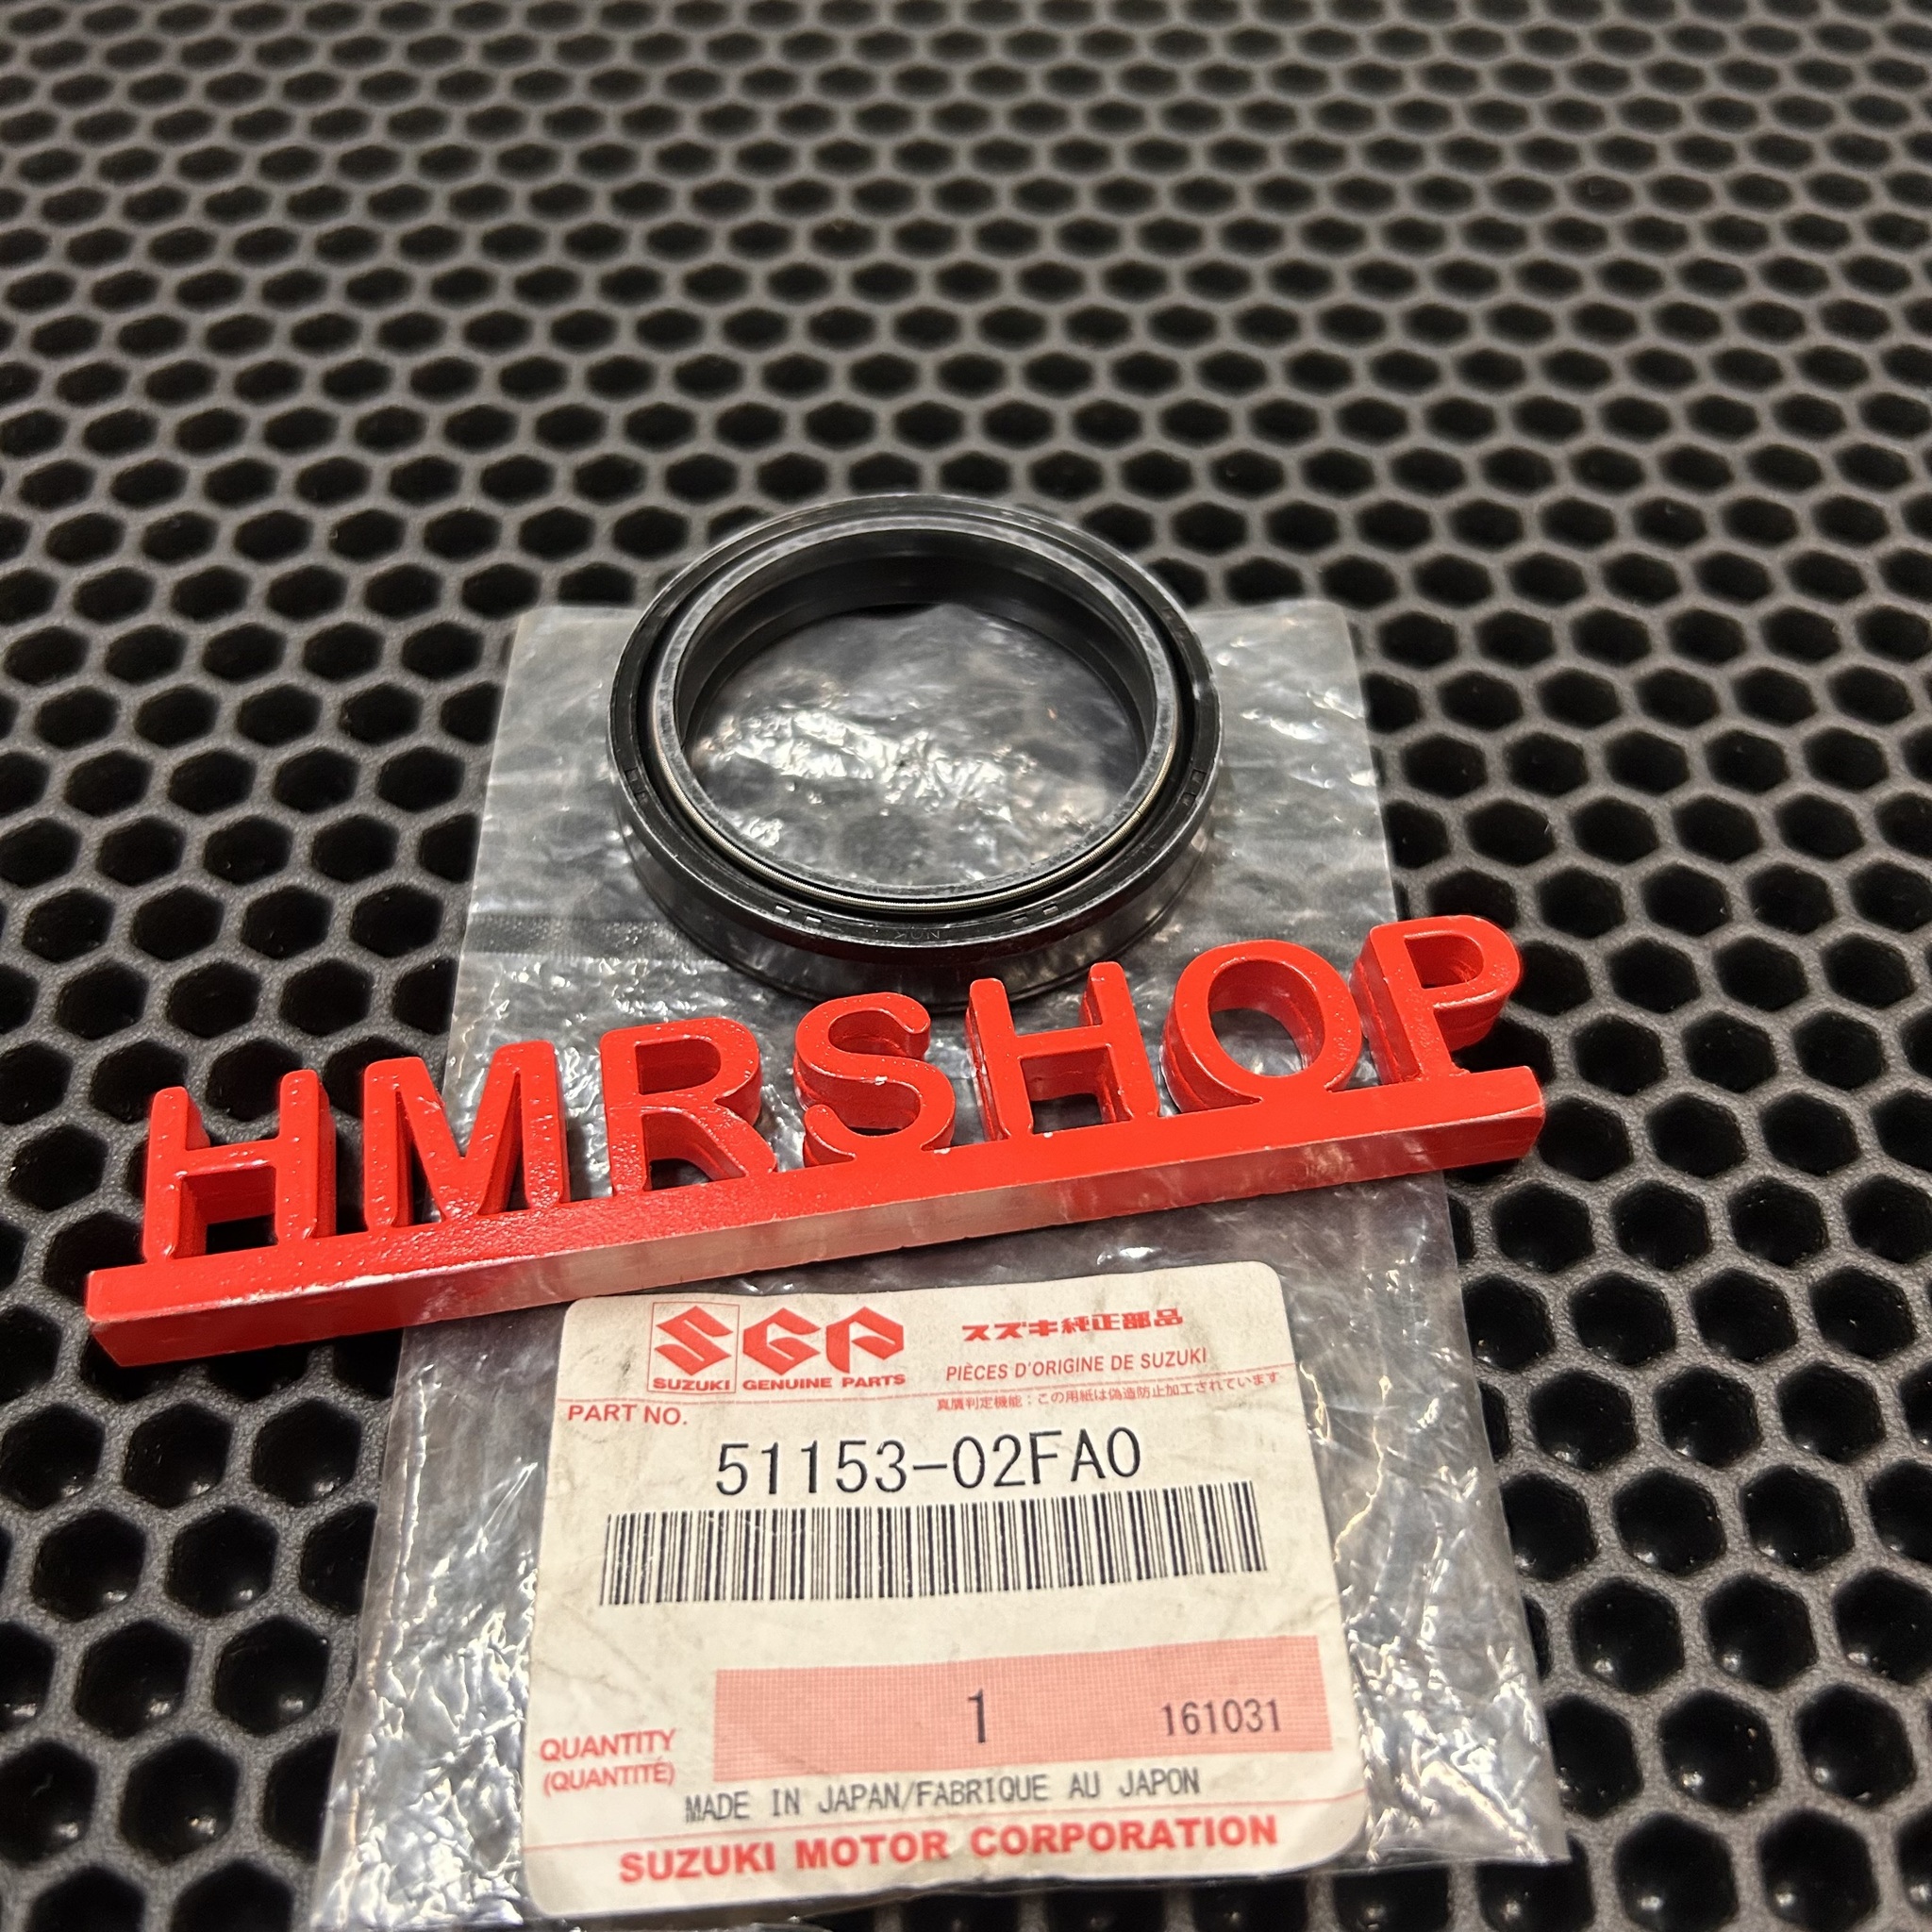 NOK
HMRSHOP
SGP
スズキ純正部品
SUZUKI GENUINE PARTS
PIÈCES D'ORIGINE DE SUZUKI
真贋判定機能：この用紙は偽造防止加工されています
PART NO.
51153-02FA0
1
161031
QUANTITY
(QUANTITÉ)
MADE IN JAPAN/FABRIQUE AU JAPON
SUZUKI MOTOR CORPORATION